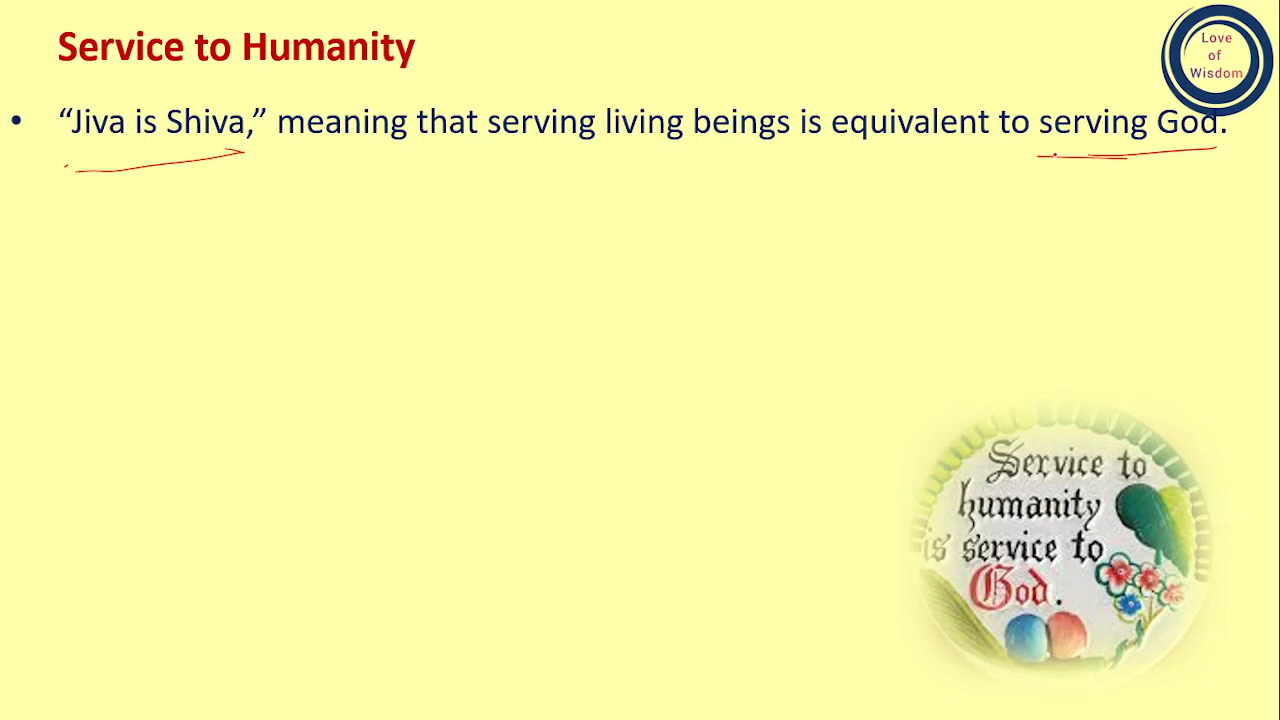 Service to Humanity
Love
of
Wisdom
• “Jiva is Shiva,” meaning that serving living beings is equivalent to serving God.
Service to
humanity
is service to
God.